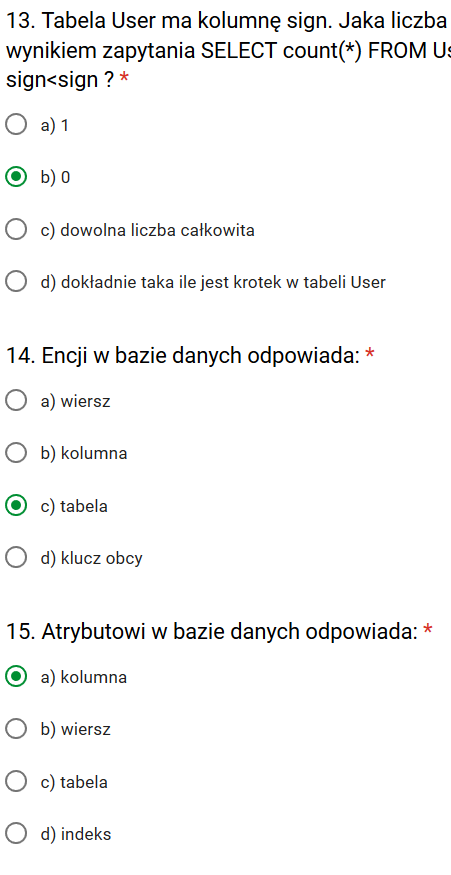 13. Tabela User ma kolumnę sign. Jaka liczba
wynikiem zapytania SELECT count(*) FROM
sign<sign ? *
a) 1
b) 0
c) dowolna liczba całkowita
d) dokładnie taka ile jest krotek w tabeli User
14. Encji w bazie danych odpowiada: *
a) wiersz
b) kolumna
c) tabela
d) klucz obcy
15. Atrybutowi w bazie danych odpowiada: *
a) kolumna
b) wiersz
c) tabela
d) indeks